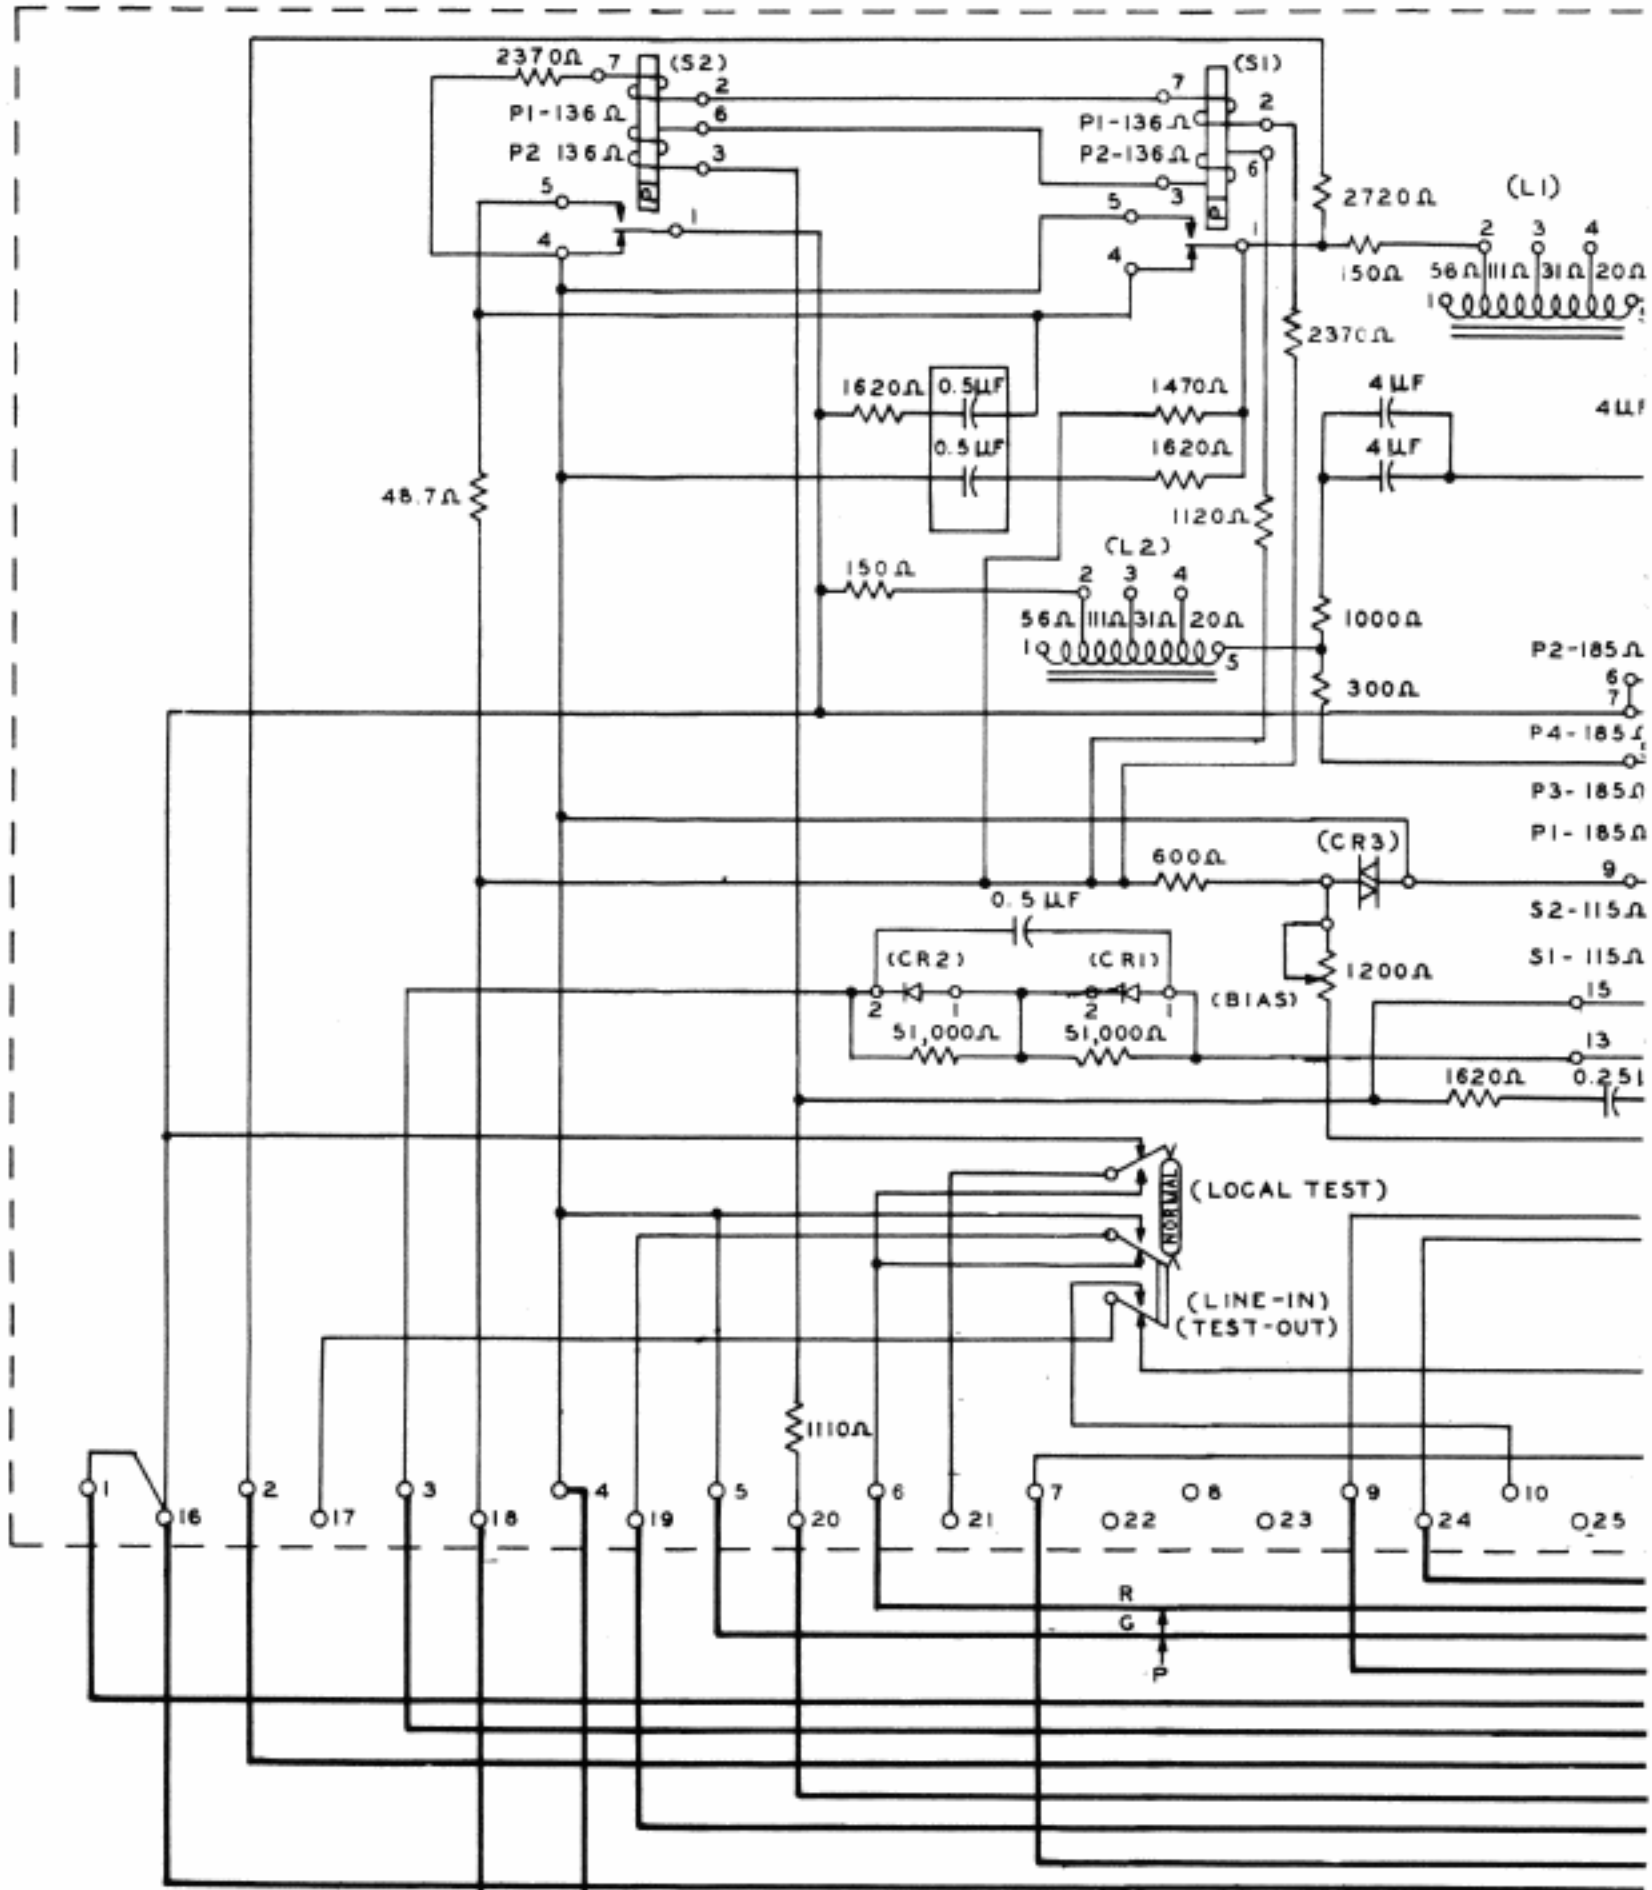 2370Ω 7 (S2) 2 (S1)
P1-136Ω 6 7 2
P2 136Ω 3 P1-136Ω
P2-136Ω 6
5 P 1 3 P
4 5 1 2720Ω (L1)
4 150Ω 2 3 4
56Ω 111Ω 31Ω 20Ω
1
2370Ω
1620Ω 0.5µF 1470Ω 4µF
0.5µF 1620Ω 4µF
48.7Ω
1120Ω
(L2)
150Ω 2 3 4
56Ω 111Ω 31Ω 20Ω 1000Ω
1 5 P2-185Ω
300Ω 6
7
P4-185
P3-185Ω
(CR3) P1-185Ω
600Ω 9
0.5µF S2-115Ω
(CR2) (CR1) 1200Ω S1-115Ω
2 1 2 1 (BIAS) 15
51,000Ω 51,000Ω 13
1620Ω
NORMAL (LOCAL TEST)
(LINE-IN)
(TEST-OUT)
1110Ω
1 2 3 4 5 6 7 8 9 10
16 17 18 19 20 21 22 23 24 25
R
G
P